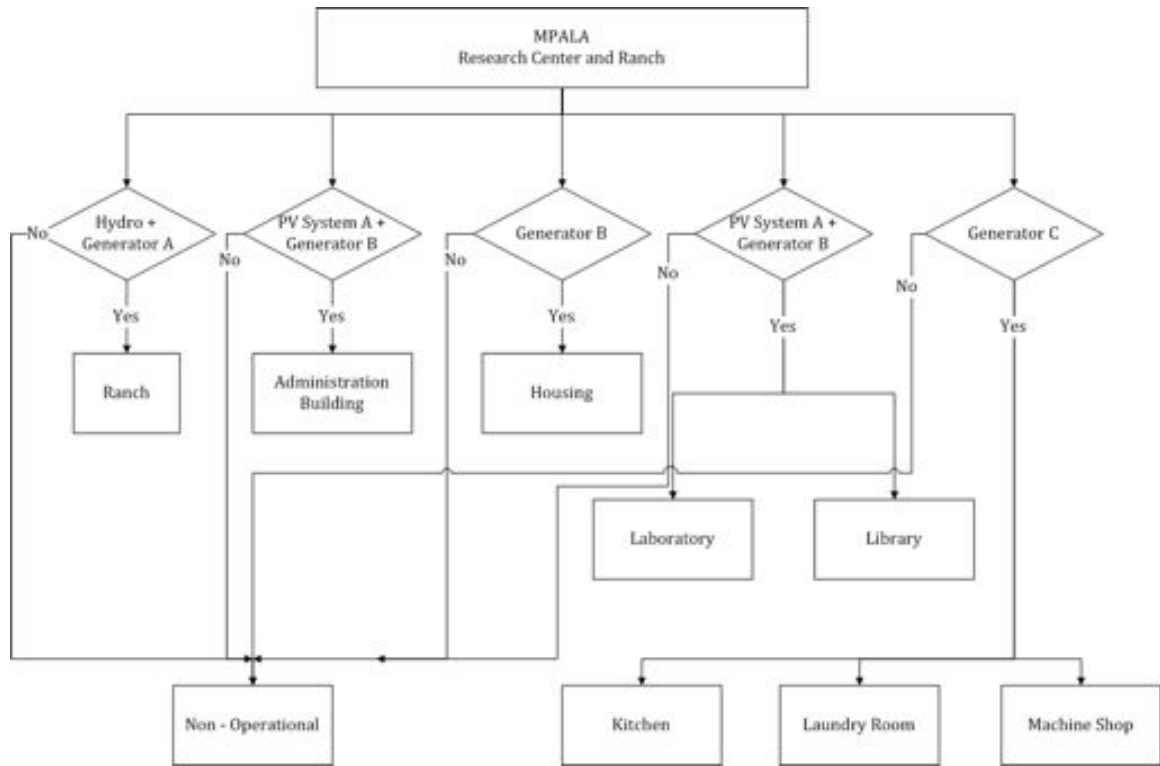 MPALA
Research Center and Ranch
Hydro +
Generator A
PV System A +
Generator B
Generator B
PV System A +
Generator B
Generator C
No
No
No
No
No
Yes
Yes
Yes
Yes
Yes
Ranch
Administration
Building
Housing
Laboratory
Library
Non - Operational
Kitchen
Laundry Room
Machine Shop